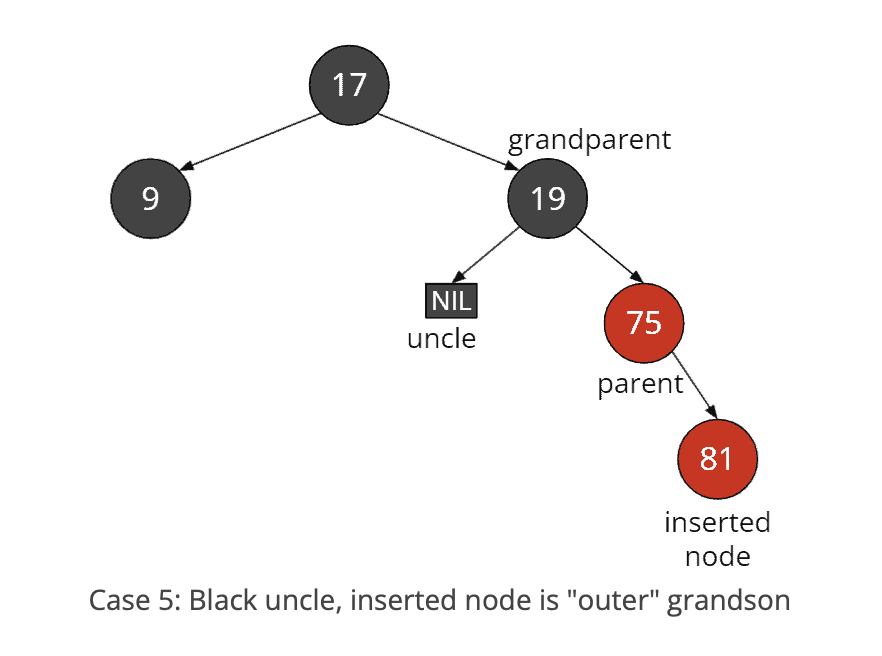 17
grandparent
9
19
NIL
uncle
75
parent
81
inserted
node
Case 5: Black uncle, inserted node is "outer" grandson